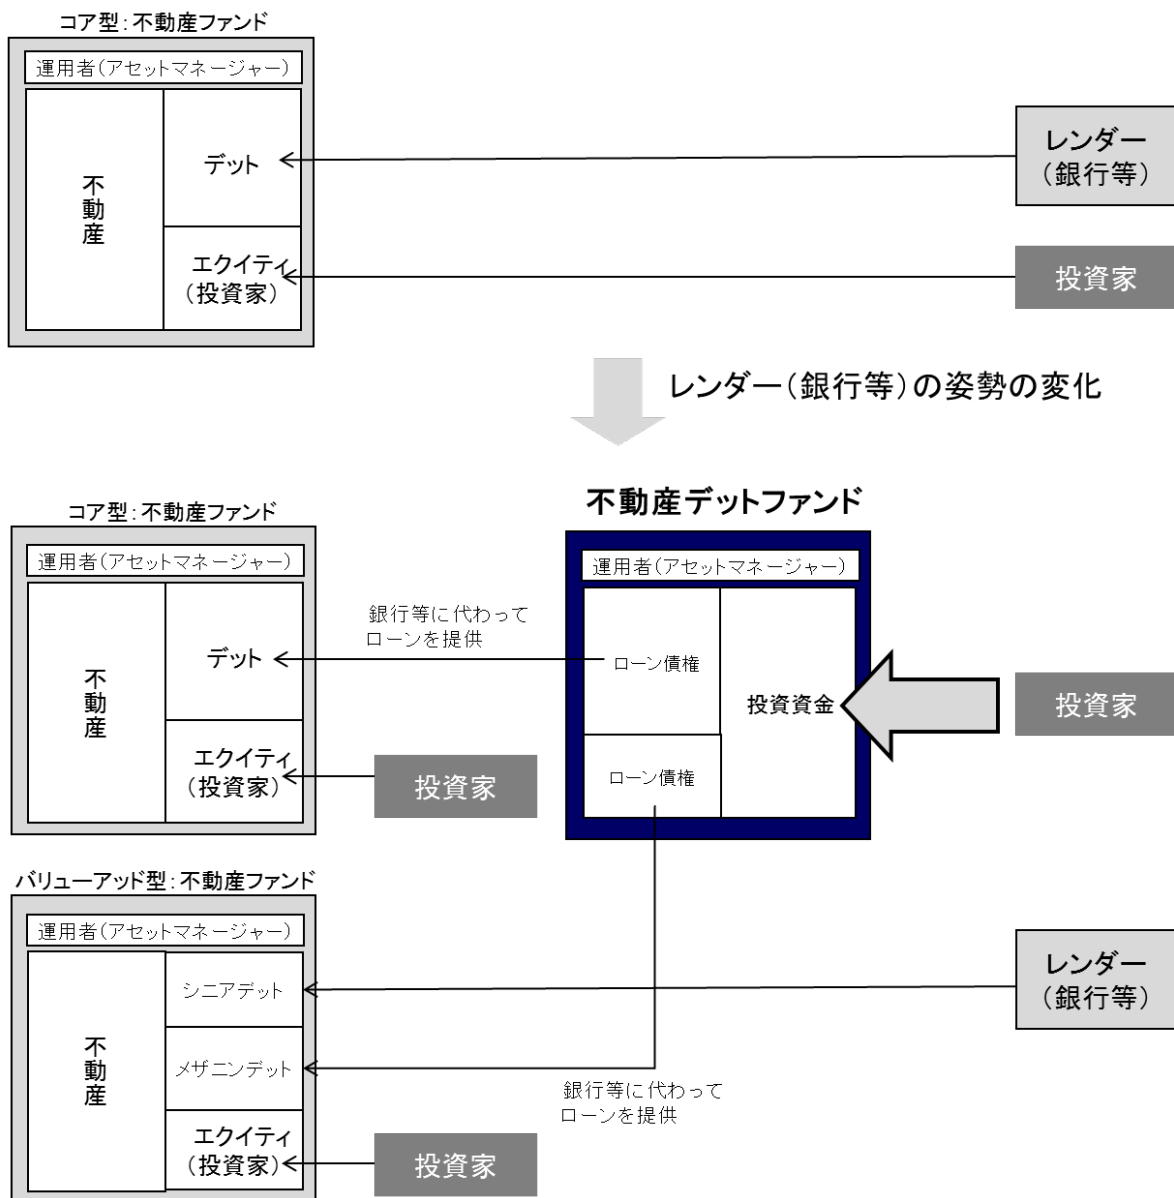 コア型：不動産ファンド
運用者（アセットマネージャー）
不動産
デット
エクイティ
（投資家）
レンダー
（銀行等）
投資家
レンダー（銀行等）の姿勢の変化
コア型：不動産ファンド
運用者（アセットマネージャー）
不動産
デット
エクイティ
（投資家）
投資家
銀行等に代わって
ローンを提供
不動産デットファンド
運用者（アセットマネージャー）
ローン債権
ローン債権
投資資金
投資家
バリューアッド型：不動産ファンド
運用者（アセットマネージャー）
不動産
シニアデット
メザニンデット
エクイティ
（投資家）
投資家
銀行等に代わって
ローンを提供
レンダー
（銀行等）